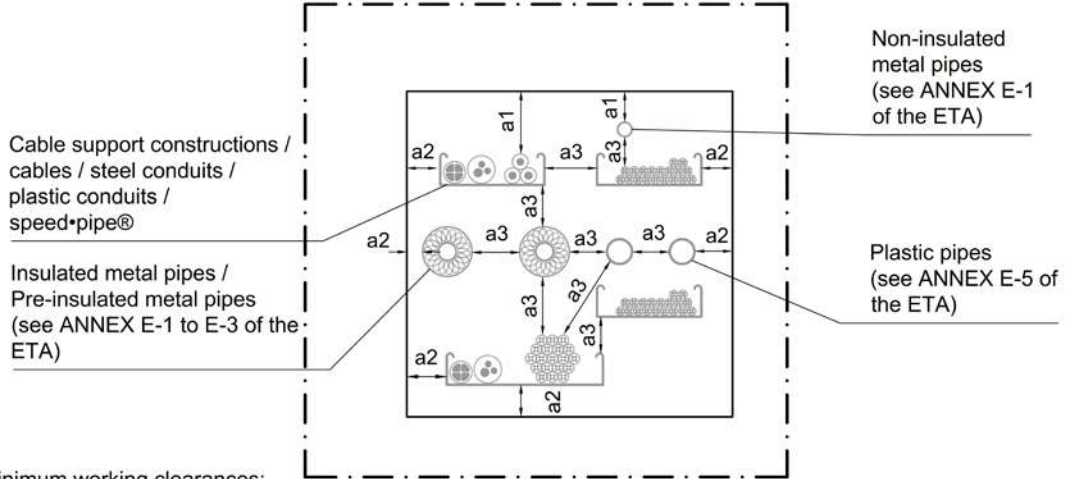 Non-insulated
metal pipes
(see ANNEX E-1
of the ETA)
Cable support constructions /
cables / steel conduits /
plastic conduits /
speed•pipe®
Insulated metal pipes /
Pre-insulated metal pipes
(see ANNEX E-1 to E-3 of the
ETA)
Plastic pipes
(see ANNEX E-5 of
the ETA)
a1
a1
a2
a3
a3
a2
a3
a2
a3
a3
a3
a2
a3
a3
a3
a2
a2
working clearances: